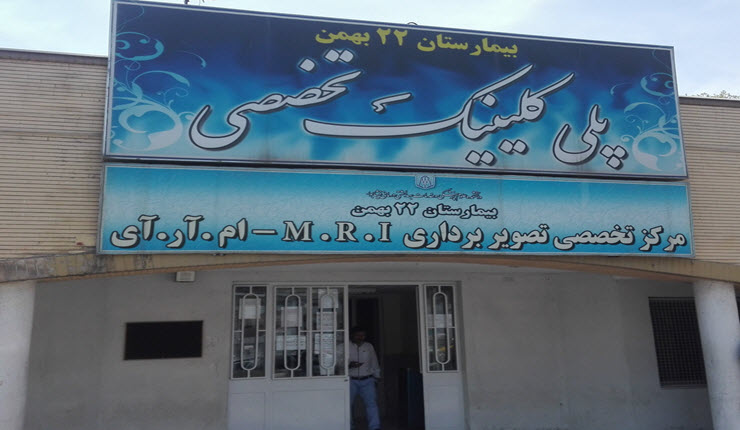 بیمارستان ۲۲ بهمن
پلی کلینیک تخصصی
بیمارستان ۲۲ بهمن
مرکز تخصصی تصویر برداری M.R.I – ام.آر.آی